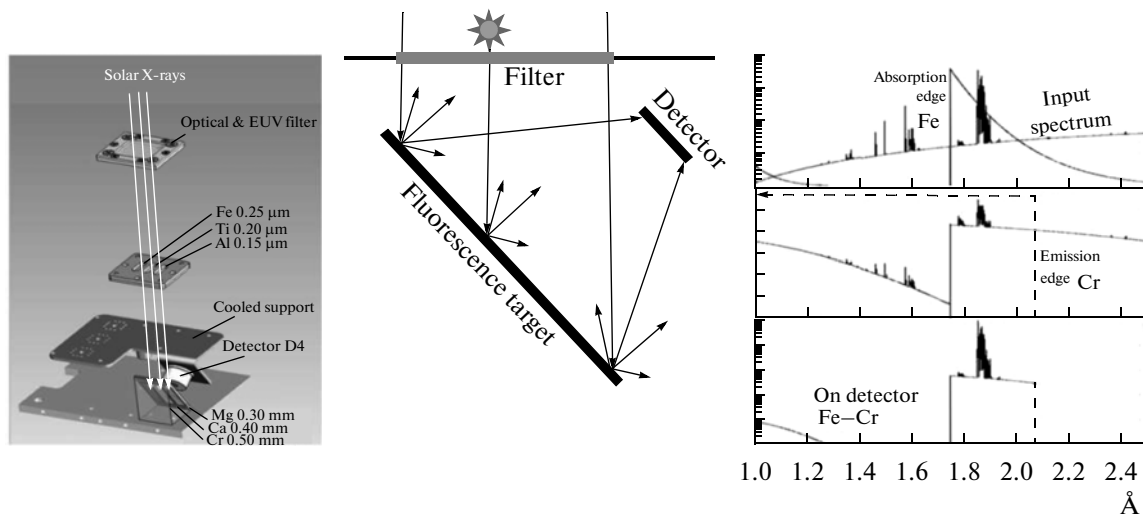 Solar X-rays
Optical & EUV filter
Fe 0.25 μm
Ti 0.20 μm
Al 0.15 μm
Cooled support
Detector D4
Mg 0.30 mm
Ca 0.40 mm
Cr 0.50 mm
Filter
Detector
Fluorescence target
Absorption
edge
Fe
Input
spectrum
Emission
edge Cr
On detector
Fe–Cr
1.0 1.2 1.4 1.6 1.8 2.0 2.2 2.4
Å